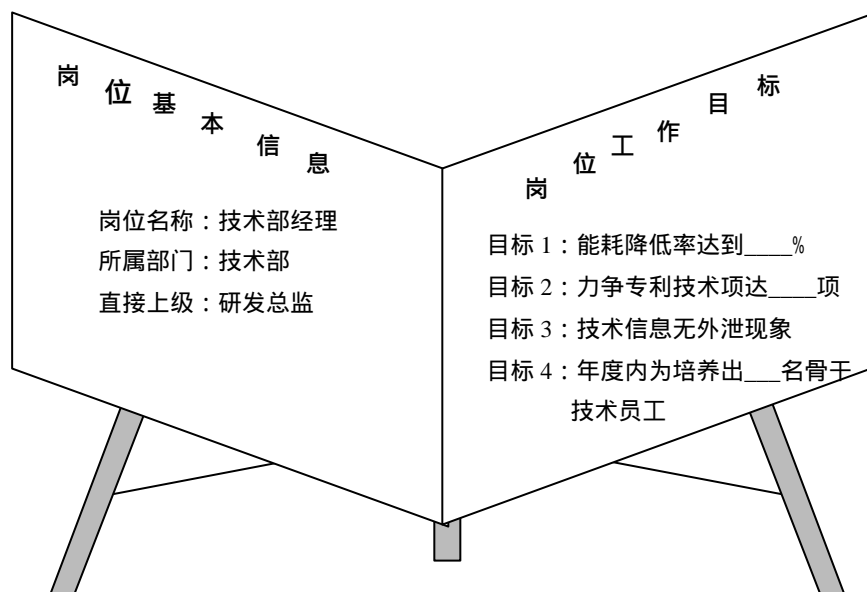 岗位基本信息
岗位名称：技术部经理
所属部门：技术部
直接上级：研发总监
岗位工作目标
目标 1：能耗降低率达到____%
目标 2：力争专利技术项达____项
目标 3：技术信息无外泄现象
目标 4：年度内为培养出___名骨干
技术员工